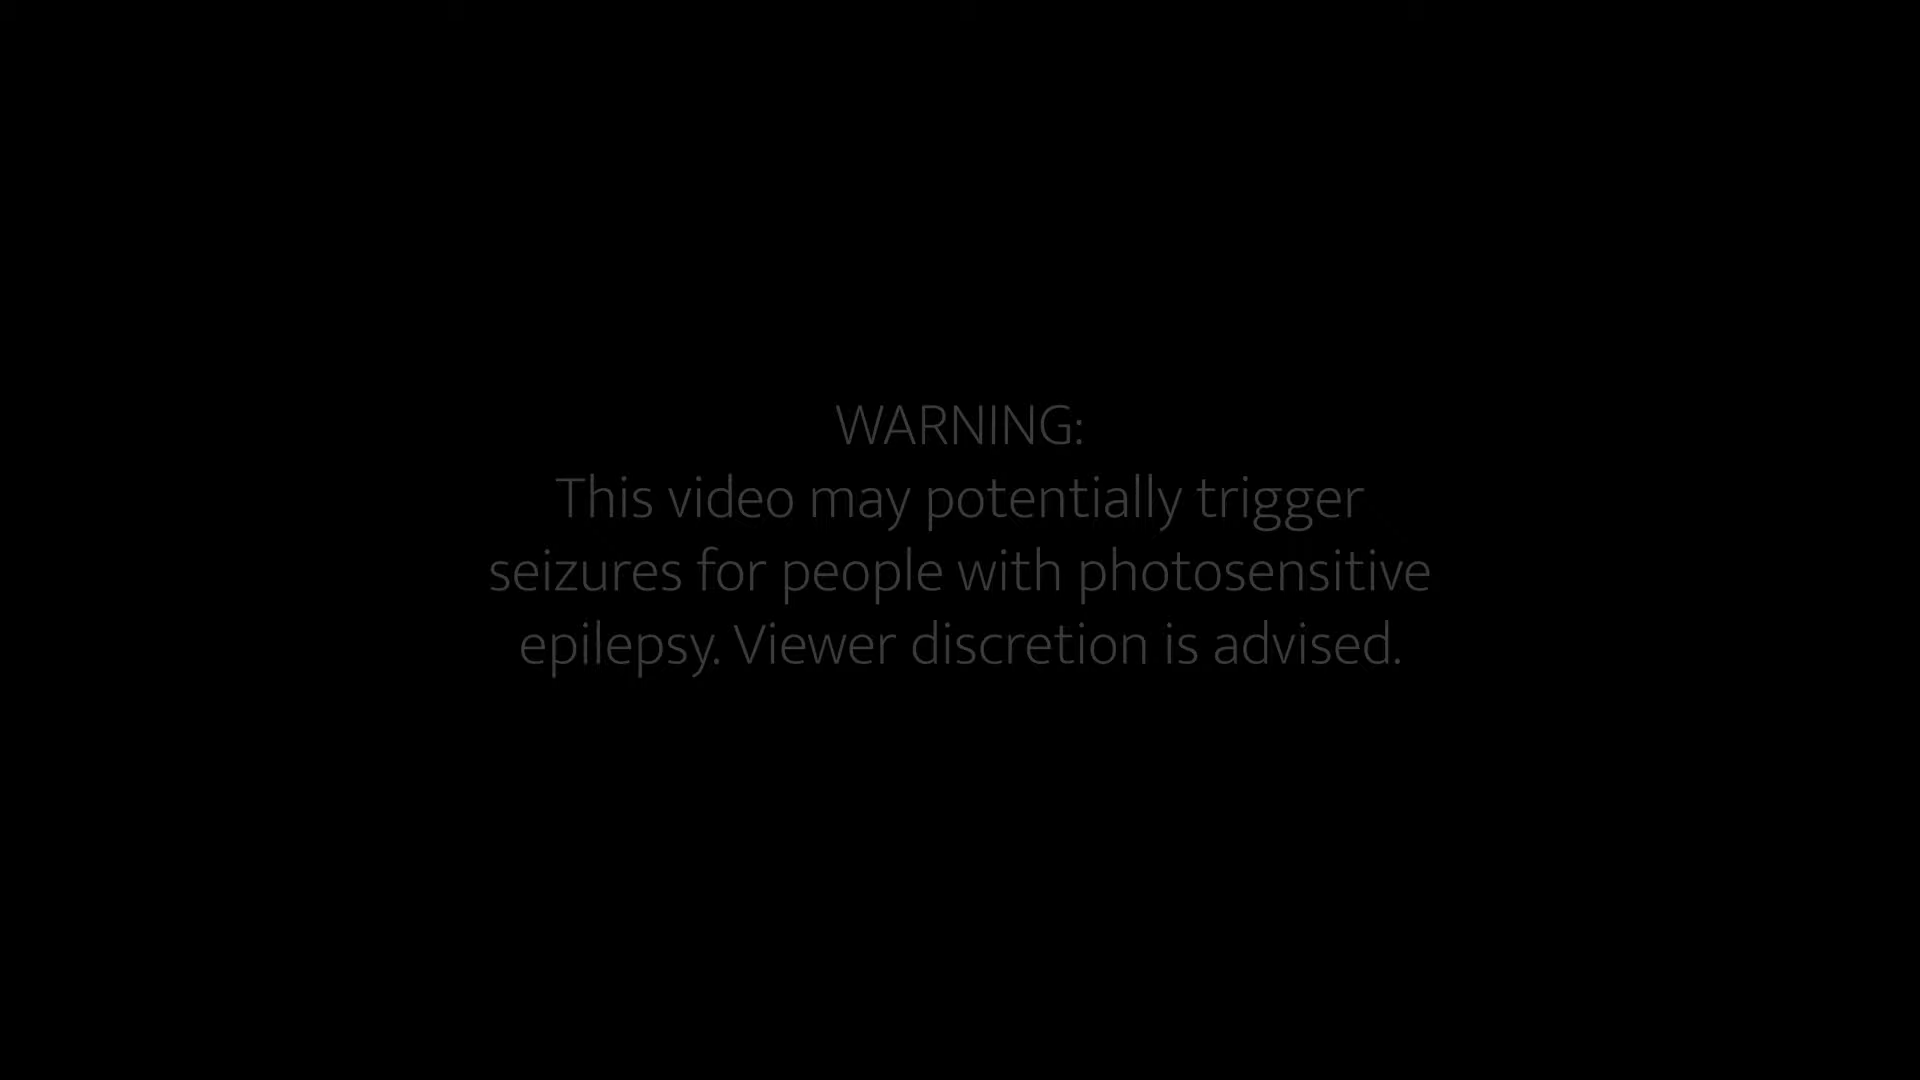 WARNING:
This video may potentially trigger
seizures for people with photosensitive
epilepsy. Viewer discretion is advised.